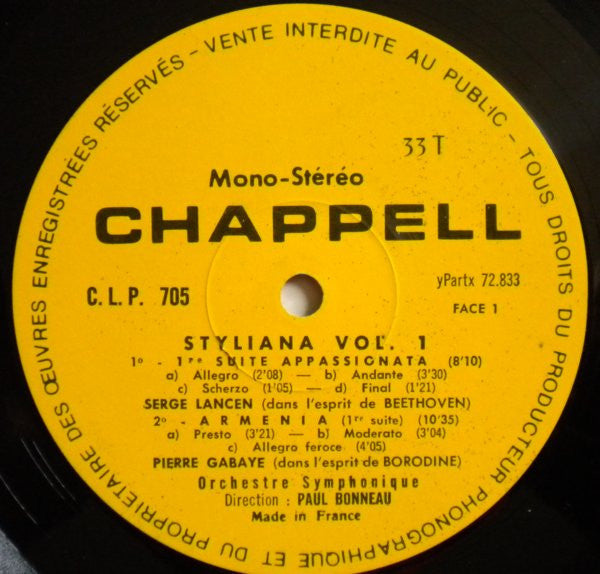 VENTE INTERDITE AU PUBLIC - TOUS DROITS DU PRODUCTEUR PHONOGRAPHIQUE ET DU PROPRIÉTAIRE DES ŒUVRES ENREGISTRÉES RÉSERVÉS -
33 T
Mono-Stéréo
CHAPPELL
C. L. P. 705
yPartx 72.833
FACE 1
STYLIANA VOL. 1
1º - 1re SUITE APPASSIGNATA (8'10)
a) Allegro (2'08) — b) Andante (3'30)
c) Scherzo (1'05) — d) Final (1'21)
SERGE LANCEN (dans l'esprit de BEETHOVEN)
2º - ARMENIA (1re suite) (10'35)
a) Presto (3'21) — b) Moderato (3'04)
c) Allegro feroce (4'05)
PIERRE GABAYE (dans l'esprit de BORODINE)
Orchestre Symphonique
Direction : PAUL BONNEAU
Made in France